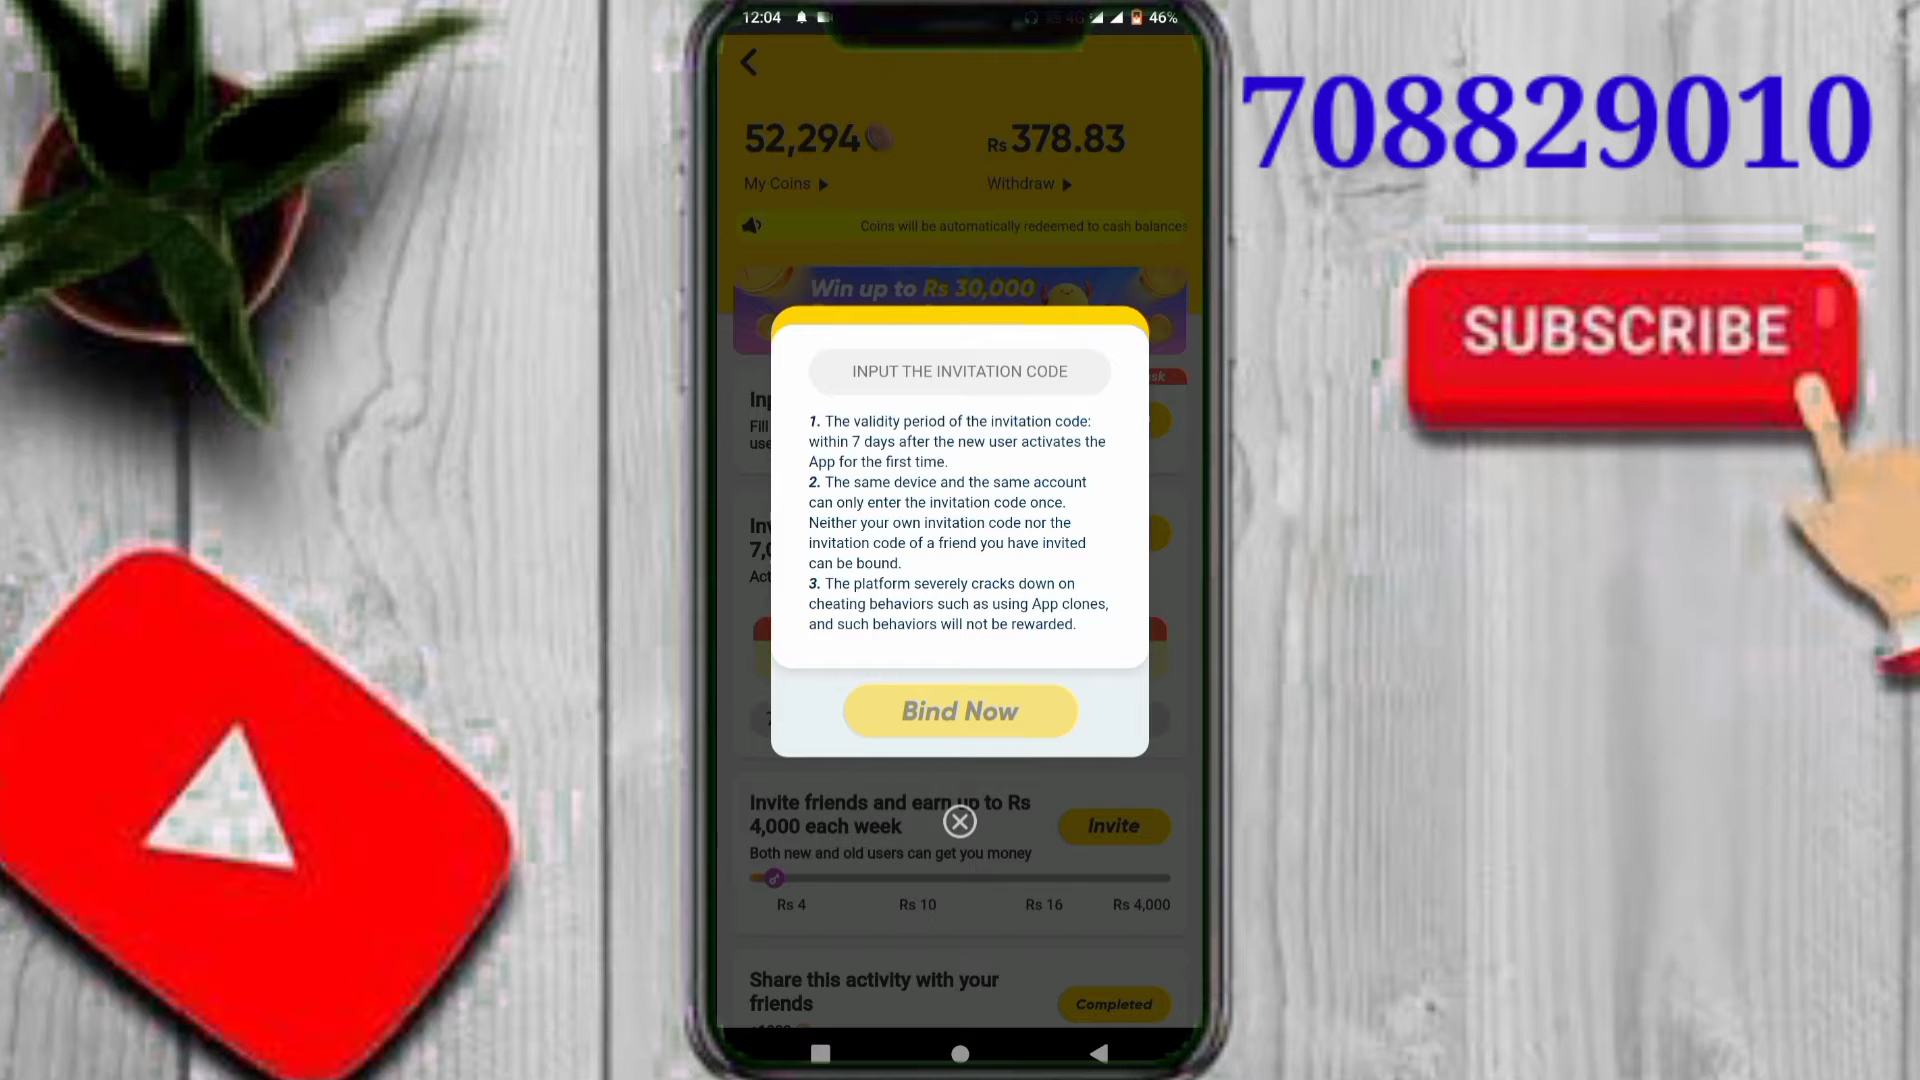 12:04
46%
708829010
52,294
Rs 378.83
My Coins
Withdraw
Coins will be automatically redeemed to cash balances
Win up to Rs 30,000
INPUT THE INVITATION CODE
1. The validity period of the invitation code:
within 7 days after the new user activates the
App for the first time.
2. The same device and the same account
can only enter the invitation code once.
Neither your own invitation code nor the
invitation code of a friend you have invited
can be bound.
3. The platform severely cracks down on
cheating behaviors such as using App clones,
and such behaviors will not be rewarded.
Bind Now
SUBSCRIBE
Invite friends and earn up to Rs
4,000 each week
Invite
Both new and old users can get you money
Rs 4
Rs 10
Rs 16
Rs 4,000
Share this activity with your
friends
Completed